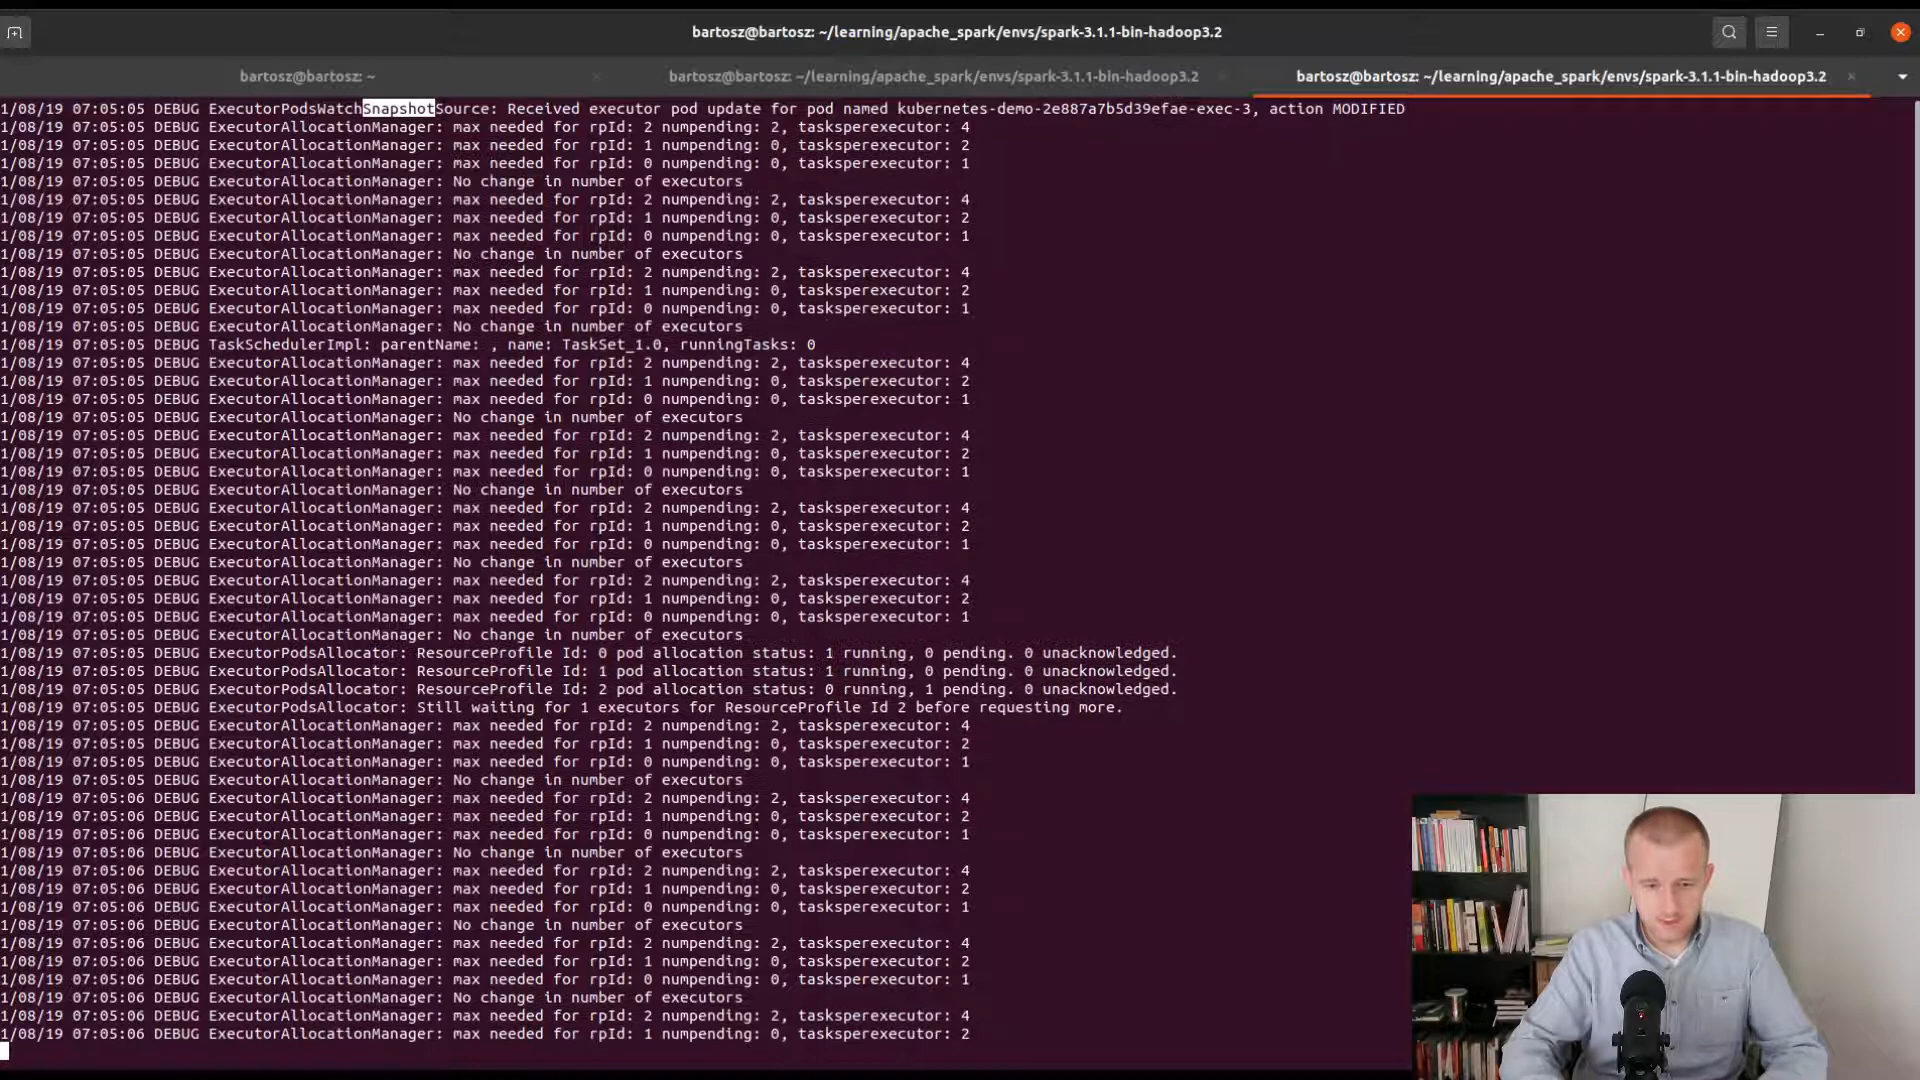 bartosz@bartosz: ~/learning/apache_spark/envs/spark-3.1.1-bin-hadoop3.2
bartosz@bartosz: ~
bartosz@bartosz: ~/learning/apache_spark/envs/spark-3.1.1-bin-hadoop3.2
bartosz@bartosz: ~/learning/apache_spark/envs/spark-3.1.1-bin-hadoop3.2
1/08/19 07:05:05 DEBUG ExecutorPodsWatchSnapshotSource: Received executor pod update for pod named kubernetes-demo-2e887a7b5d39efae-exec-3, action MODIFIED
1/08/19 07:05:05 DEBUG ExecutorAllocationManager: max needed for rpId: 2 numpending: 2, tasksperexecutor: 4
1/08/19 07:05:05 DEBUG ExecutorAllocationManager: max needed for rpId: 1 numpending: 0, tasksperexecutor: 2
1/08/19 07:05:05 DEBUG ExecutorAllocationManager: max needed for rpId: 0 numpending: 0, tasksperexecutor: 1
1/08/19 07:05:05 DEBUG ExecutorAllocationManager: No change in number of executors
1/08/19 07:05:05 DEBUG ExecutorAllocationManager: max needed for rpId: 2 numpending: 2, tasksperexecutor: 4
1/08/19 07:05:05 DEBUG ExecutorAllocationManager: max needed for rpId: 1 numpending: 0, tasksperexecutor: 2
1/08/19 07:05:05 DEBUG ExecutorAllocationManager: max needed for rpId: 0 numpending: 0, tasksperexecutor: 1
1/08/19 07:05:05 DEBUG ExecutorAllocationManager: No change in number of executors
1/08/19 07:05:05 DEBUG ExecutorAllocationManager: max needed for rpId: 2 numpending: 2, tasksperexecutor: 4
1/08/19 07:05:05 DEBUG ExecutorAllocationManager: max needed for rpId: 1 numpending: 0, tasksperexecutor: 2
1/08/19 07:05:05 DEBUG ExecutorAllocationManager: max needed for rpId: 0 numpending: 0, tasksperexecutor: 1
1/08/19 07:05:05 DEBUG ExecutorAllocationManager: No change in number of executors
1/08/19 07:05:05 DEBUG TaskSchedulerImpl: parentName: , name: TaskSet_1.0, runningTasks: 0
1/08/19 07:05:05 DEBUG ExecutorAllocationManager: max needed for rpId: 2 numpending: 2, tasksperexecutor: 4
1/08/19 07:05:05 DEBUG ExecutorAllocationManager: max needed for rpId: 1 numpending: 0, tasksperexecutor: 2
1/08/19 07:05:05 DEBUG ExecutorAllocationManager: max needed for rpId: 0 numpending: 0, tasksperexecutor: 1
1/08/19 07:05:05 DEBUG ExecutorAllocationManager: No change in number of executors
1/08/19 07:05:05 DEBUG ExecutorAllocationManager: max needed for rpId: 2 numpending: 2, tasksperexecutor: 4
1/08/19 07:05:05 DEBUG ExecutorAllocationManager: max needed for rpId: 1 numpending: 0, tasksperexecutor: 2
1/08/19 07:05:05 DEBUG ExecutorAllocationManager: max needed for rpId: 0 numpending: 0, tasksperexecutor: 1
1/08/19 07:05:05 DEBUG ExecutorAllocationManager: No change in number of executors
1/08/19 07:05:05 DEBUG ExecutorAllocationManager: max needed for rpId: 2 numpending: 2, tasksperexecutor: 4
1/08/19 07:05:05 DEBUG ExecutorAllocationManager: max needed for rpId: 1 numpending: 0, tasksperexecutor: 2
1/08/19 07:05:05 DEBUG ExecutorAllocationManager: max needed for rpId: 0 numpending: 0, tasksperexecutor: 1
1/08/19 07:05:05 DEBUG ExecutorAllocationManager: No change in number of executors
1/08/19 07:05:05 DEBUG ExecutorAllocationManager: max needed for rpId: 2 numpending: 2, tasksperexecutor: 4
1/08/19 07:05:05 DEBUG ExecutorAllocationManager: max needed for rpId: 1 numpending: 0, tasksperexecutor: 2
1/08/19 07:05:05 DEBUG ExecutorAllocationManager: max needed for rpId: 0 numpending: 0, tasksperexecutor: 1
1/08/19 07:05:05 DEBUG ExecutorAllocationManager: No change in number of executors
1/08/19 07:05:05 DEBUG ExecutorPodsAllocator: ResourceProfile Id: 0 pod allocation status: 1 running, 0 pending. 0 unacknowledged.
1/08/19 07:05:05 DEBUG ExecutorPodsAllocator: ResourceProfile Id: 1 pod allocation status: 1 running, 0 pending. 0 unacknowledged.
1/08/19 07:05:05 DEBUG ExecutorPodsAllocator: ResourceProfile Id: 2 pod allocation status: 0 running, 1 pending. 0 unacknowledged.
1/08/19 07:05:05 DEBUG ExecutorPodsAllocator: Still waiting for 1 executors for ResourceProfile Id 2 before requesting more.
1/08/19 07:05:05 DEBUG ExecutorAllocationManager: max needed for rpId: 2 numpending: 2, tasksperexecutor: 4
1/08/19 07:05:05 DEBUG ExecutorAllocationManager: max needed for rpId: 1 numpending: 0, tasksperexecutor: 2
1/08/19 07:05:05 DEBUG ExecutorAllocationManager: max needed for rpId: 0 numpending: 0, tasksperexecutor: 1
1/08/19 07:05:05 DEBUG ExecutorAllocationManager: No change in number of executors
1/08/19 07:05:06 DEBUG ExecutorAllocationManager: max needed for rpId: 2 numpending: 2, tasksperexecutor: 4
1/08/19 07:05:06 DEBUG ExecutorAllocationManager: max needed for rpId: 1 numpending: 0, tasksperexecutor: 2
1/08/19 07:05:06 DEBUG ExecutorAllocationManager: max needed for rpId: 0 numpending: 0, tasksperexecutor: 1
1/08/19 07:05:06 DEBUG ExecutorAllocationManager: No change in number of executors
1/08/19 07:05:06 DEBUG ExecutorAllocationManager: max needed for rpId: 2 numpending: 2, tasksperexecutor: 4
1/08/19 07:05:06 DEBUG ExecutorAllocationManager: max needed for rpId: 1 numpending: 0, tasksperexecutor: 2
1/08/19 07:05:06 DEBUG ExecutorAllocationManager: max needed for rpId: 0 numpending: 0, tasksperexecutor: 1
1/08/19 07:05:06 DEBUG ExecutorAllocationManager: No change in number of executors
1/08/19 07:05:06 DEBUG ExecutorAllocationManager: max needed for rpId: 2 numpending: 2, tasksperexecutor: 4
1/08/19 07:05:06 DEBUG ExecutorAllocationManager: max needed for rpId: 1 numpending: 0, tasksperexecutor: 2
1/08/19 07:05:06 DEBUG ExecutorAllocationManager: max needed for rpId: 0 numpending: 0, tasksperexecutor: 1
1/08/19 07:05:06 DEBUG ExecutorAllocationManager: No change in number of executors
1/08/19 07:05:06 DEBUG ExecutorAllocationManager: max needed for rpId: 2 numpending: 2, tasksperexecutor: 4
1/08/19 07:05:06 DEBUG ExecutorAllocationManager: max needed for rpId: 1 numpending: 0, tasksperexecutor: 2